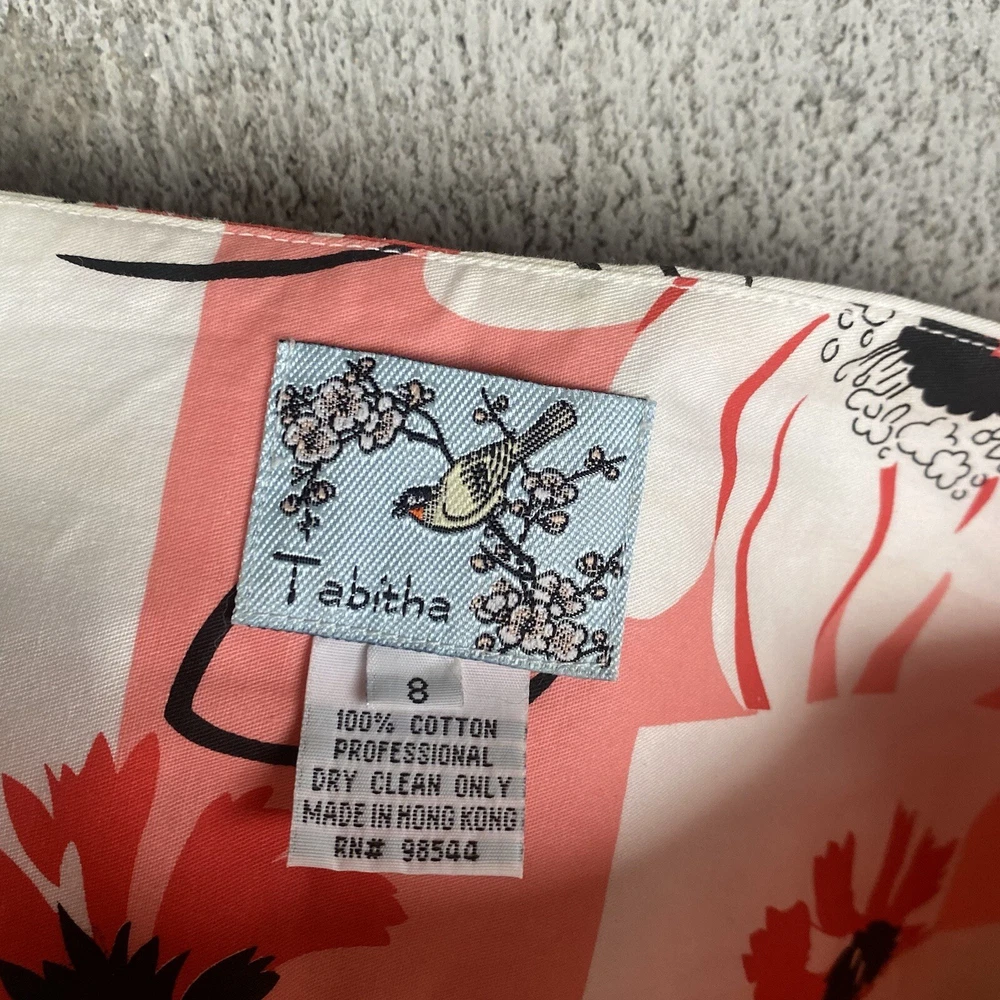 Tabitha
8
100% COTTON
PROFESSIONAL
DRY CLEAN ONLY
MADE IN HONG KONG
RN# 98544